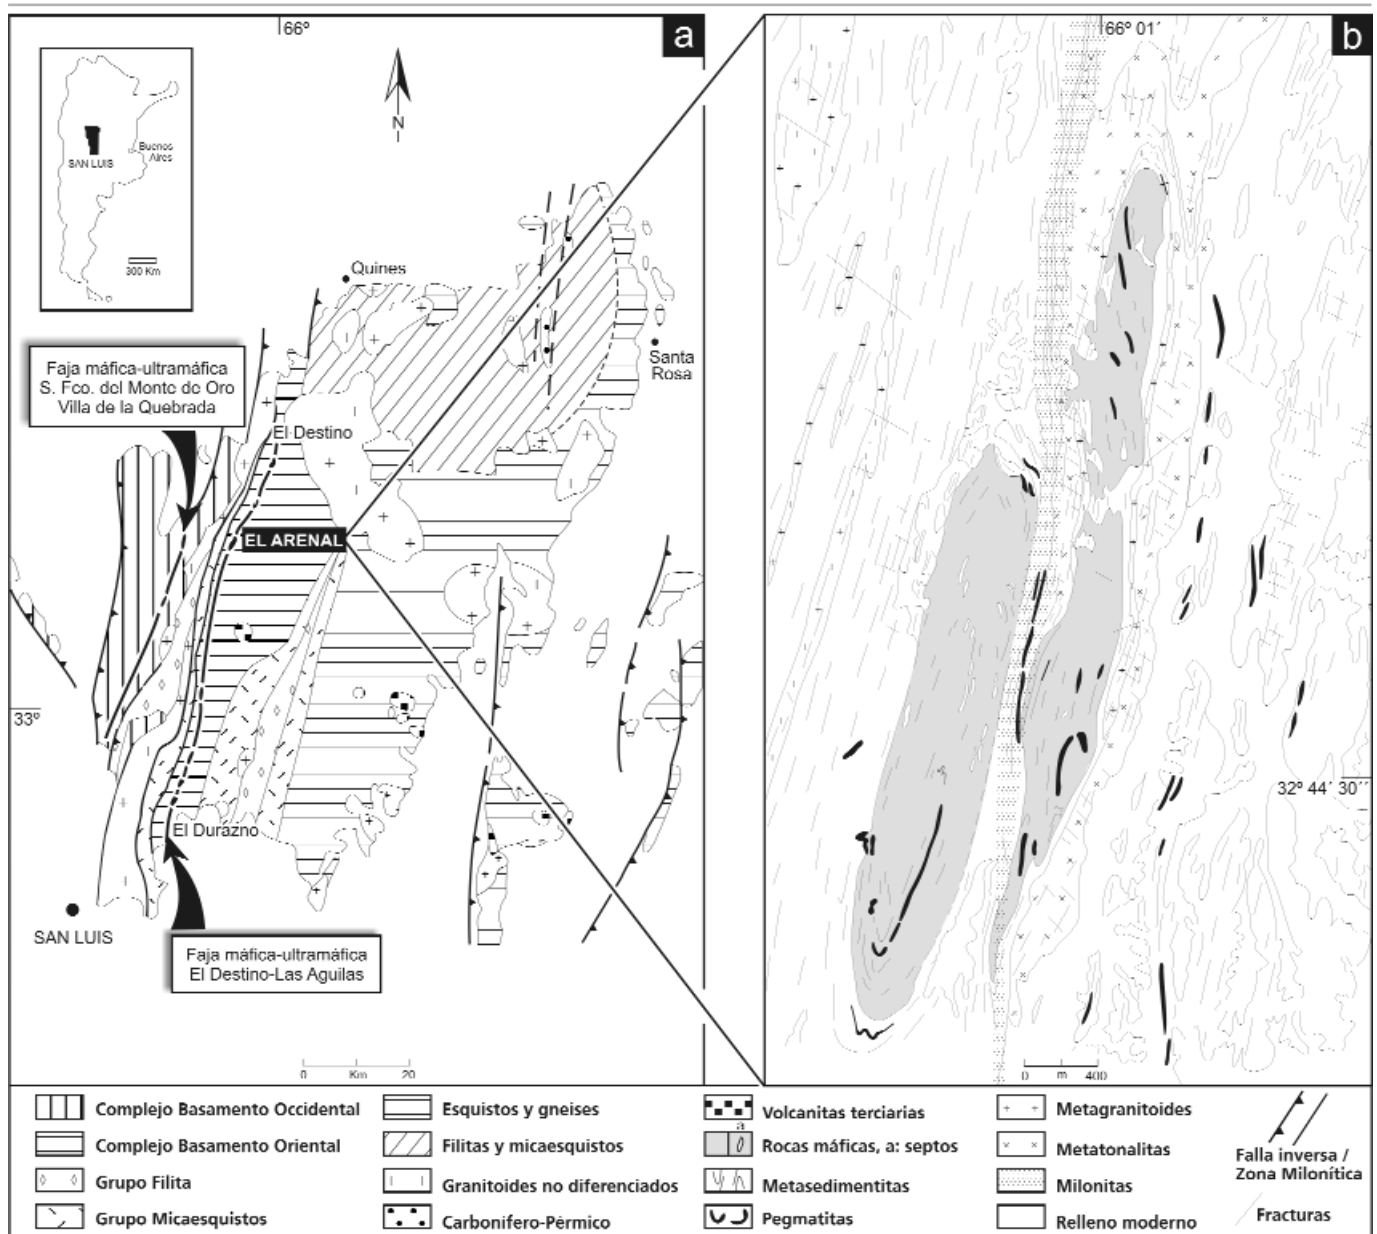 66º
a
N
SAN LUIS
Buenos
Aires
300 Km
Quines
Santa
Rosa
Faja máfica-ultramáfica
S. Fco. del Monte de Oro
Villa de la Quebrada
El Destino
EL ARENAL
33º
El Durazno
SAN LUIS
Faja máfica-ultramáfica
El Destino-Las Aguilas
0 Km 20
66º 01´
b
32º 44´ 30´´
0 m 400
Complejo Basamento Occidental
Complejo Basamento Oriental
Grupo Filita
Grupo Micaesquistos
Esquistos y gneises
Filitas y micaesquistos
Granitoides no diferenciados
Carbonífero-Pérmico
Volcanitas terciarias
a
Rocas máficas, a: septos
Metasedimentitas
Pegmatitas
Metagranitoides
Metatonalitas
Milonitas
Relleno moderno
Falla inversa /
Zona Milonítica
Fracturas